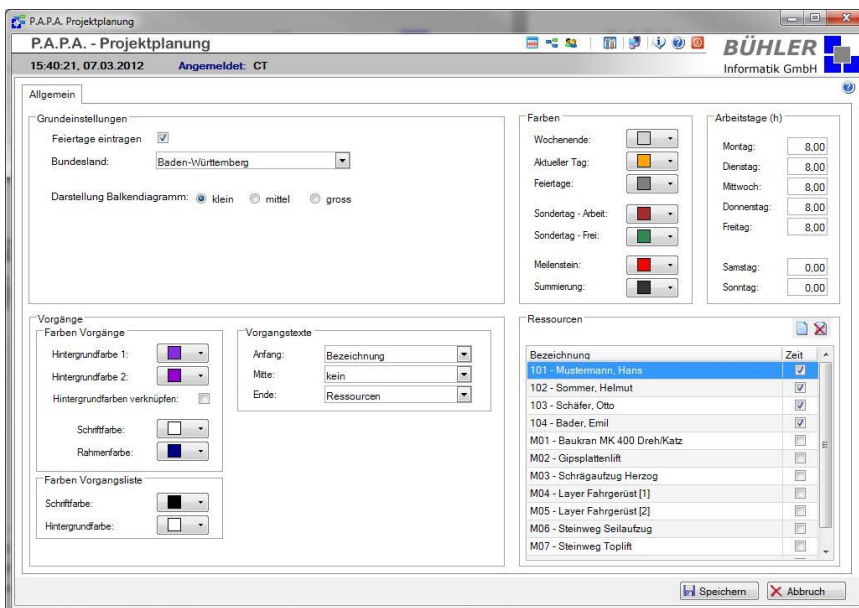 P.A.P.A. Projektplanung
P.A.P.A. - Projektplanung
BÜHLER
Informatik GmbH
15:40:21, 07.03.2012 Angemeldet: CT
Allgemein
Grundeinstellungen
Feiertage eintragen
Bundesland: Baden-Württemberg
Darstellung Balkendiagramm: klein mittel gross
Farben
Wochenende:
Aktueller Tag:
Feiertage:
Sondertag - Arbeit:
Sondertag - Frei:
Meilenstein:
Summierung:
Arbeitstage (h)
Montag: 8,00
Dienstag: 8,00
Mittwoch: 8,00
Donnerstag: 8,00
Freitag: 8,00
Samstag: 0,00
Sonntag: 0,00
Vorgänge
Farben Vorgänge
Hintergrundfarbe 1:
Hintergrundfarbe 2:
Hintergrundfarben verknüpfen:
Schriftfarbe:
Rahmenfarbe:
Farben Vorgangsliste
Schriftfarbe:
Hintergrundfarbe:
Vorgangstexte
Anfang: Bezeichnung
Mitte: kein
Ende: Ressourcen
Ressourcen
Bezeichnung Zeit
101 - Mustermann, Hans
102 - Sommer, Helmut
103 - Schäfer, Otto
104 - Bader, Emil
M01 - Baukran MK 400 Dreh/Katz
M02 - Gipsplattenlift
M03 - Schrägaufzug Herzog
M04 - Layer Fahrgerüst [1]
M05 - Layer Fahrgerüst [2]
M06 - Steinweg Seilaufzug
M07 - Steinweg Toplift
Speichern Abbruch